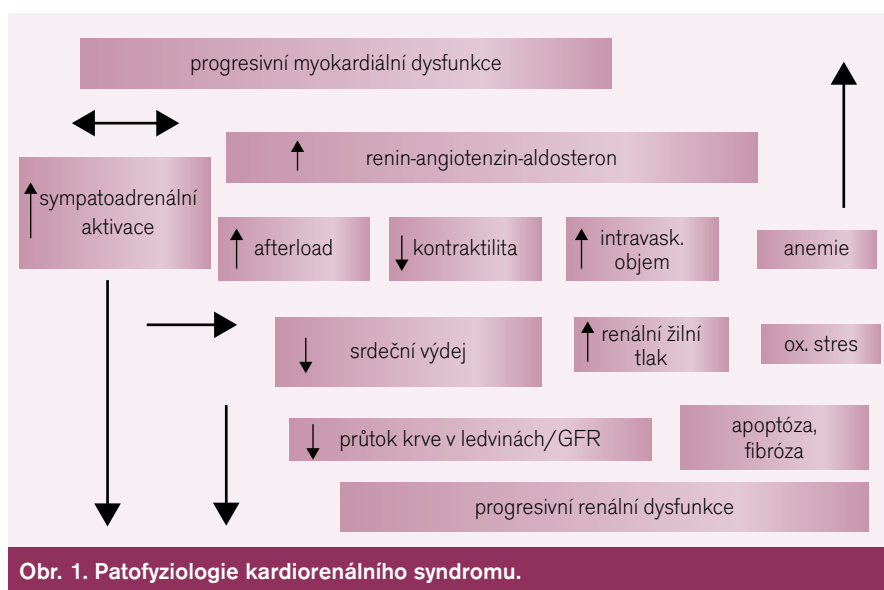 progresivní myokardiální dysfunkce
renin-angiotenzin-aldosteron
sympatoadrenální
aktivace
afterload
kontraktilita
intravask.
objem
anemie
srdeční výdej
renální žilní
tlak
ox. stres
průtok krve v ledvinách/GFR
apoptóza,
fibróza
progresivní renální dysfunkce
Obr. 1. Patofyziologie kardiorenálního syndromu.